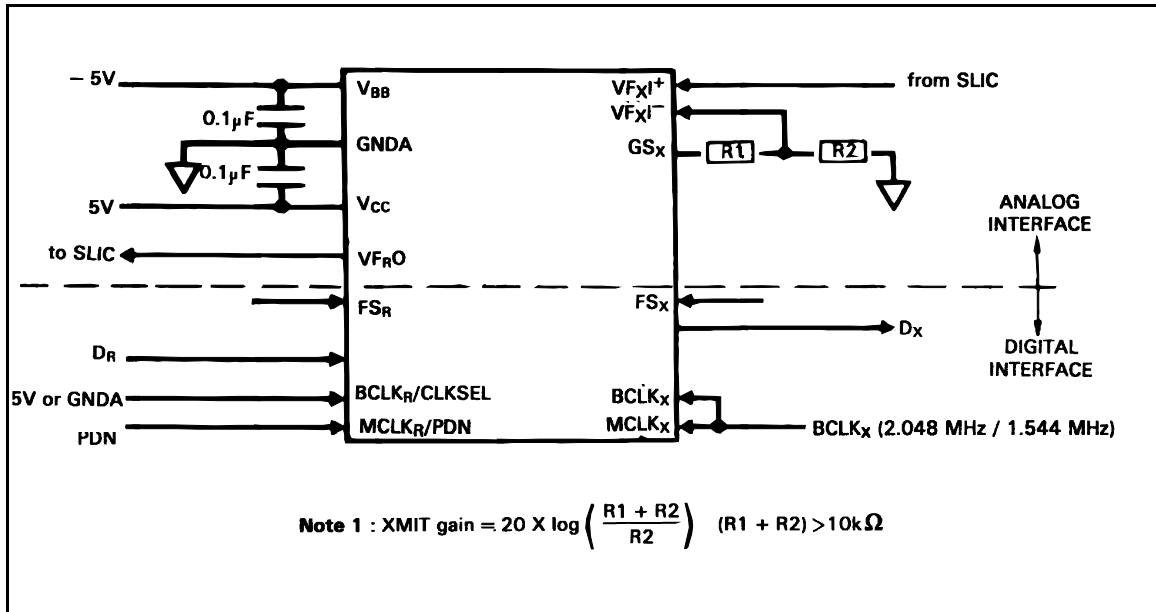 – 5V
0.1µF
0.1µF
5V
to SLIC
VBB
GNDA
VCC
VFRO
VFXI+
VFXI–
GSX
from SLIC
R1
R2
ANALOG
INTERFACE
FSR
FSX
DX
DR
DIGITAL
INTERFACE
5V or GNDA
BCLKR/CLKSEL
BCLKX
PDN
MCLKR/PDN
MCLKX
BCLKX (2.048 MHz / 1.544 MHz)
Note 1 : XMIT gain = 20 X log ( R1 + R2 / R2 ) (R1 + R2) > 10kΩ